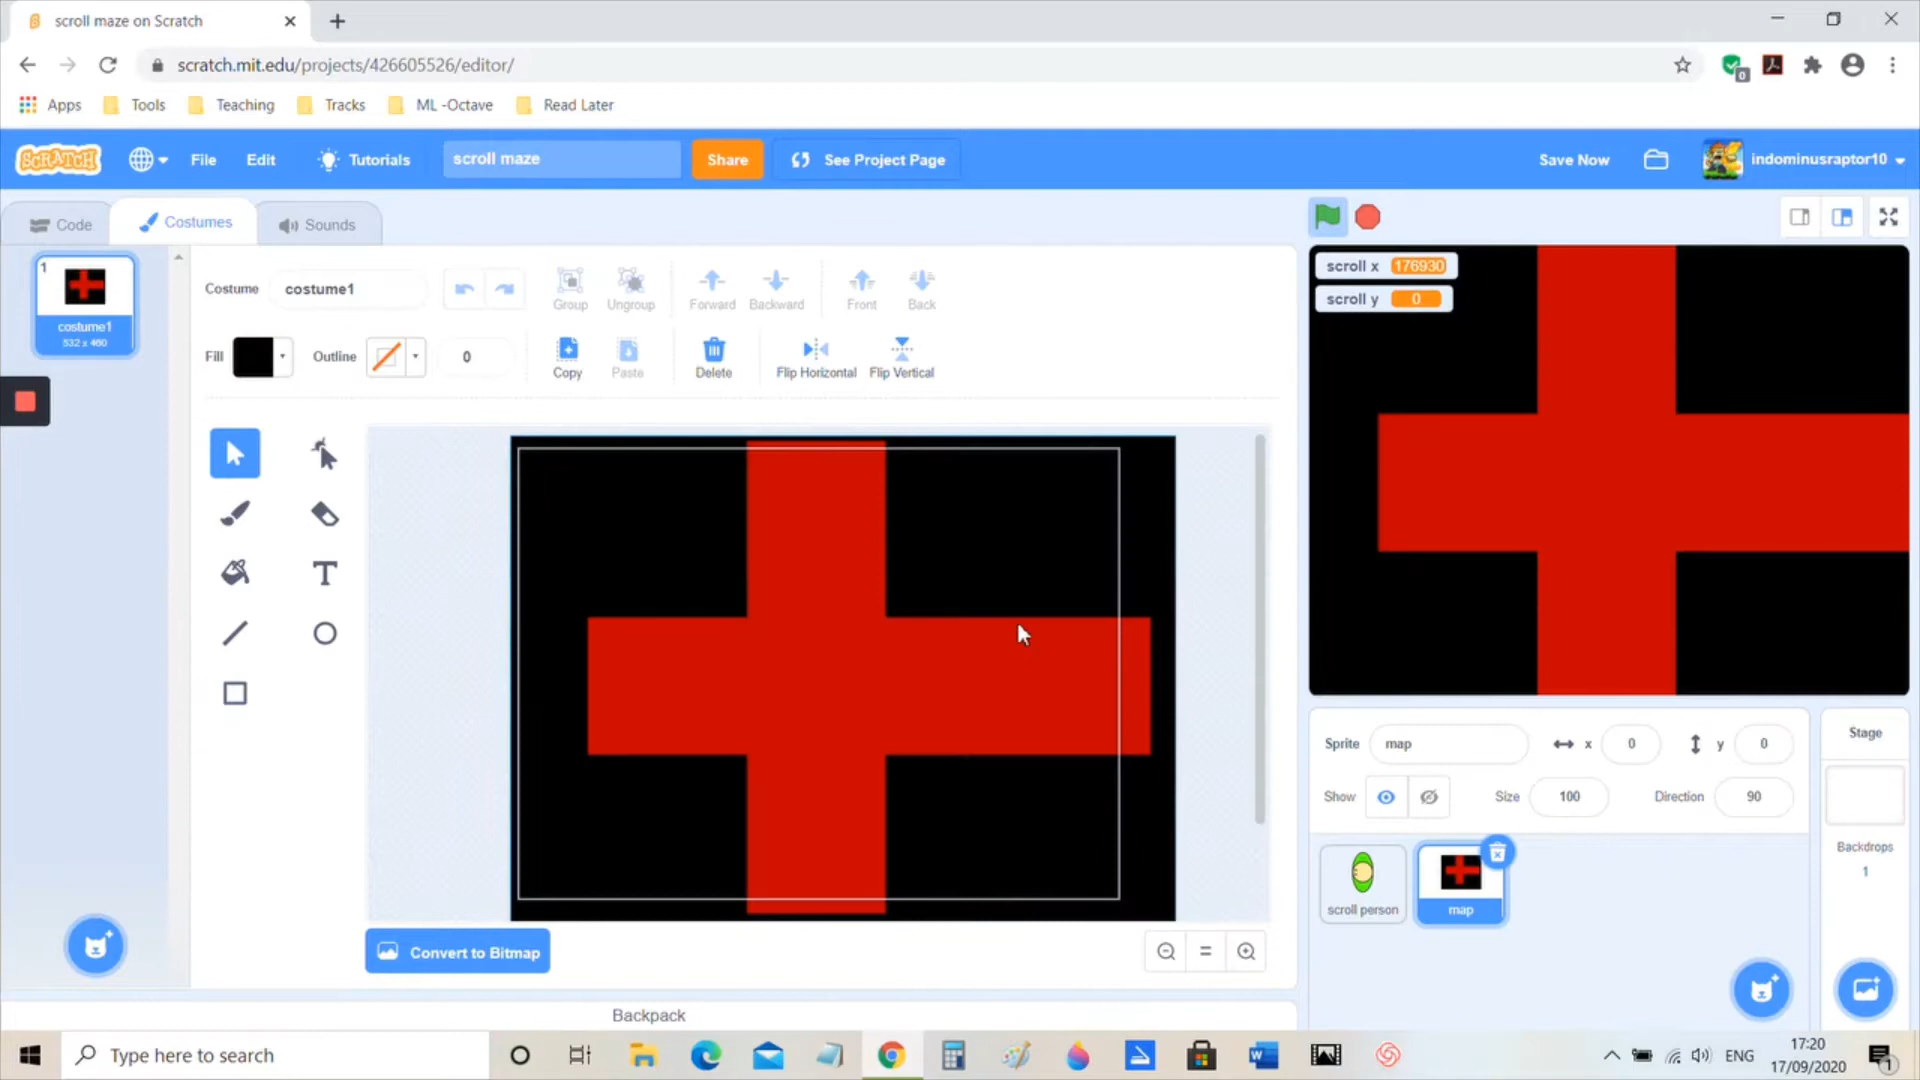 scroll maze on Scratch
scratch.mit.edu/projects/426605526/editor/
Apps Tools Teaching Tracks ML -Octave Read Later
SCRATCH File Edit Tutorials scroll maze Share See Project Page Save Now indominusraptor10
Code Costumes Sounds
1
costume1
532 x 460
Costume costume1 Group Ungroup Forward Backward Front Back
Fill Outline 0 Copy Paste Delete Flip Horizontal Flip Vertical
T
Convert to Bitmap
Backpack
scroll x 176930
scroll y 0
Sprite map x 0 y 0
Show Size 100 Direction 90
scroll person
map
Stage
Backdrops
1
Type here to search
ENG
17:20
17/09/2020
1